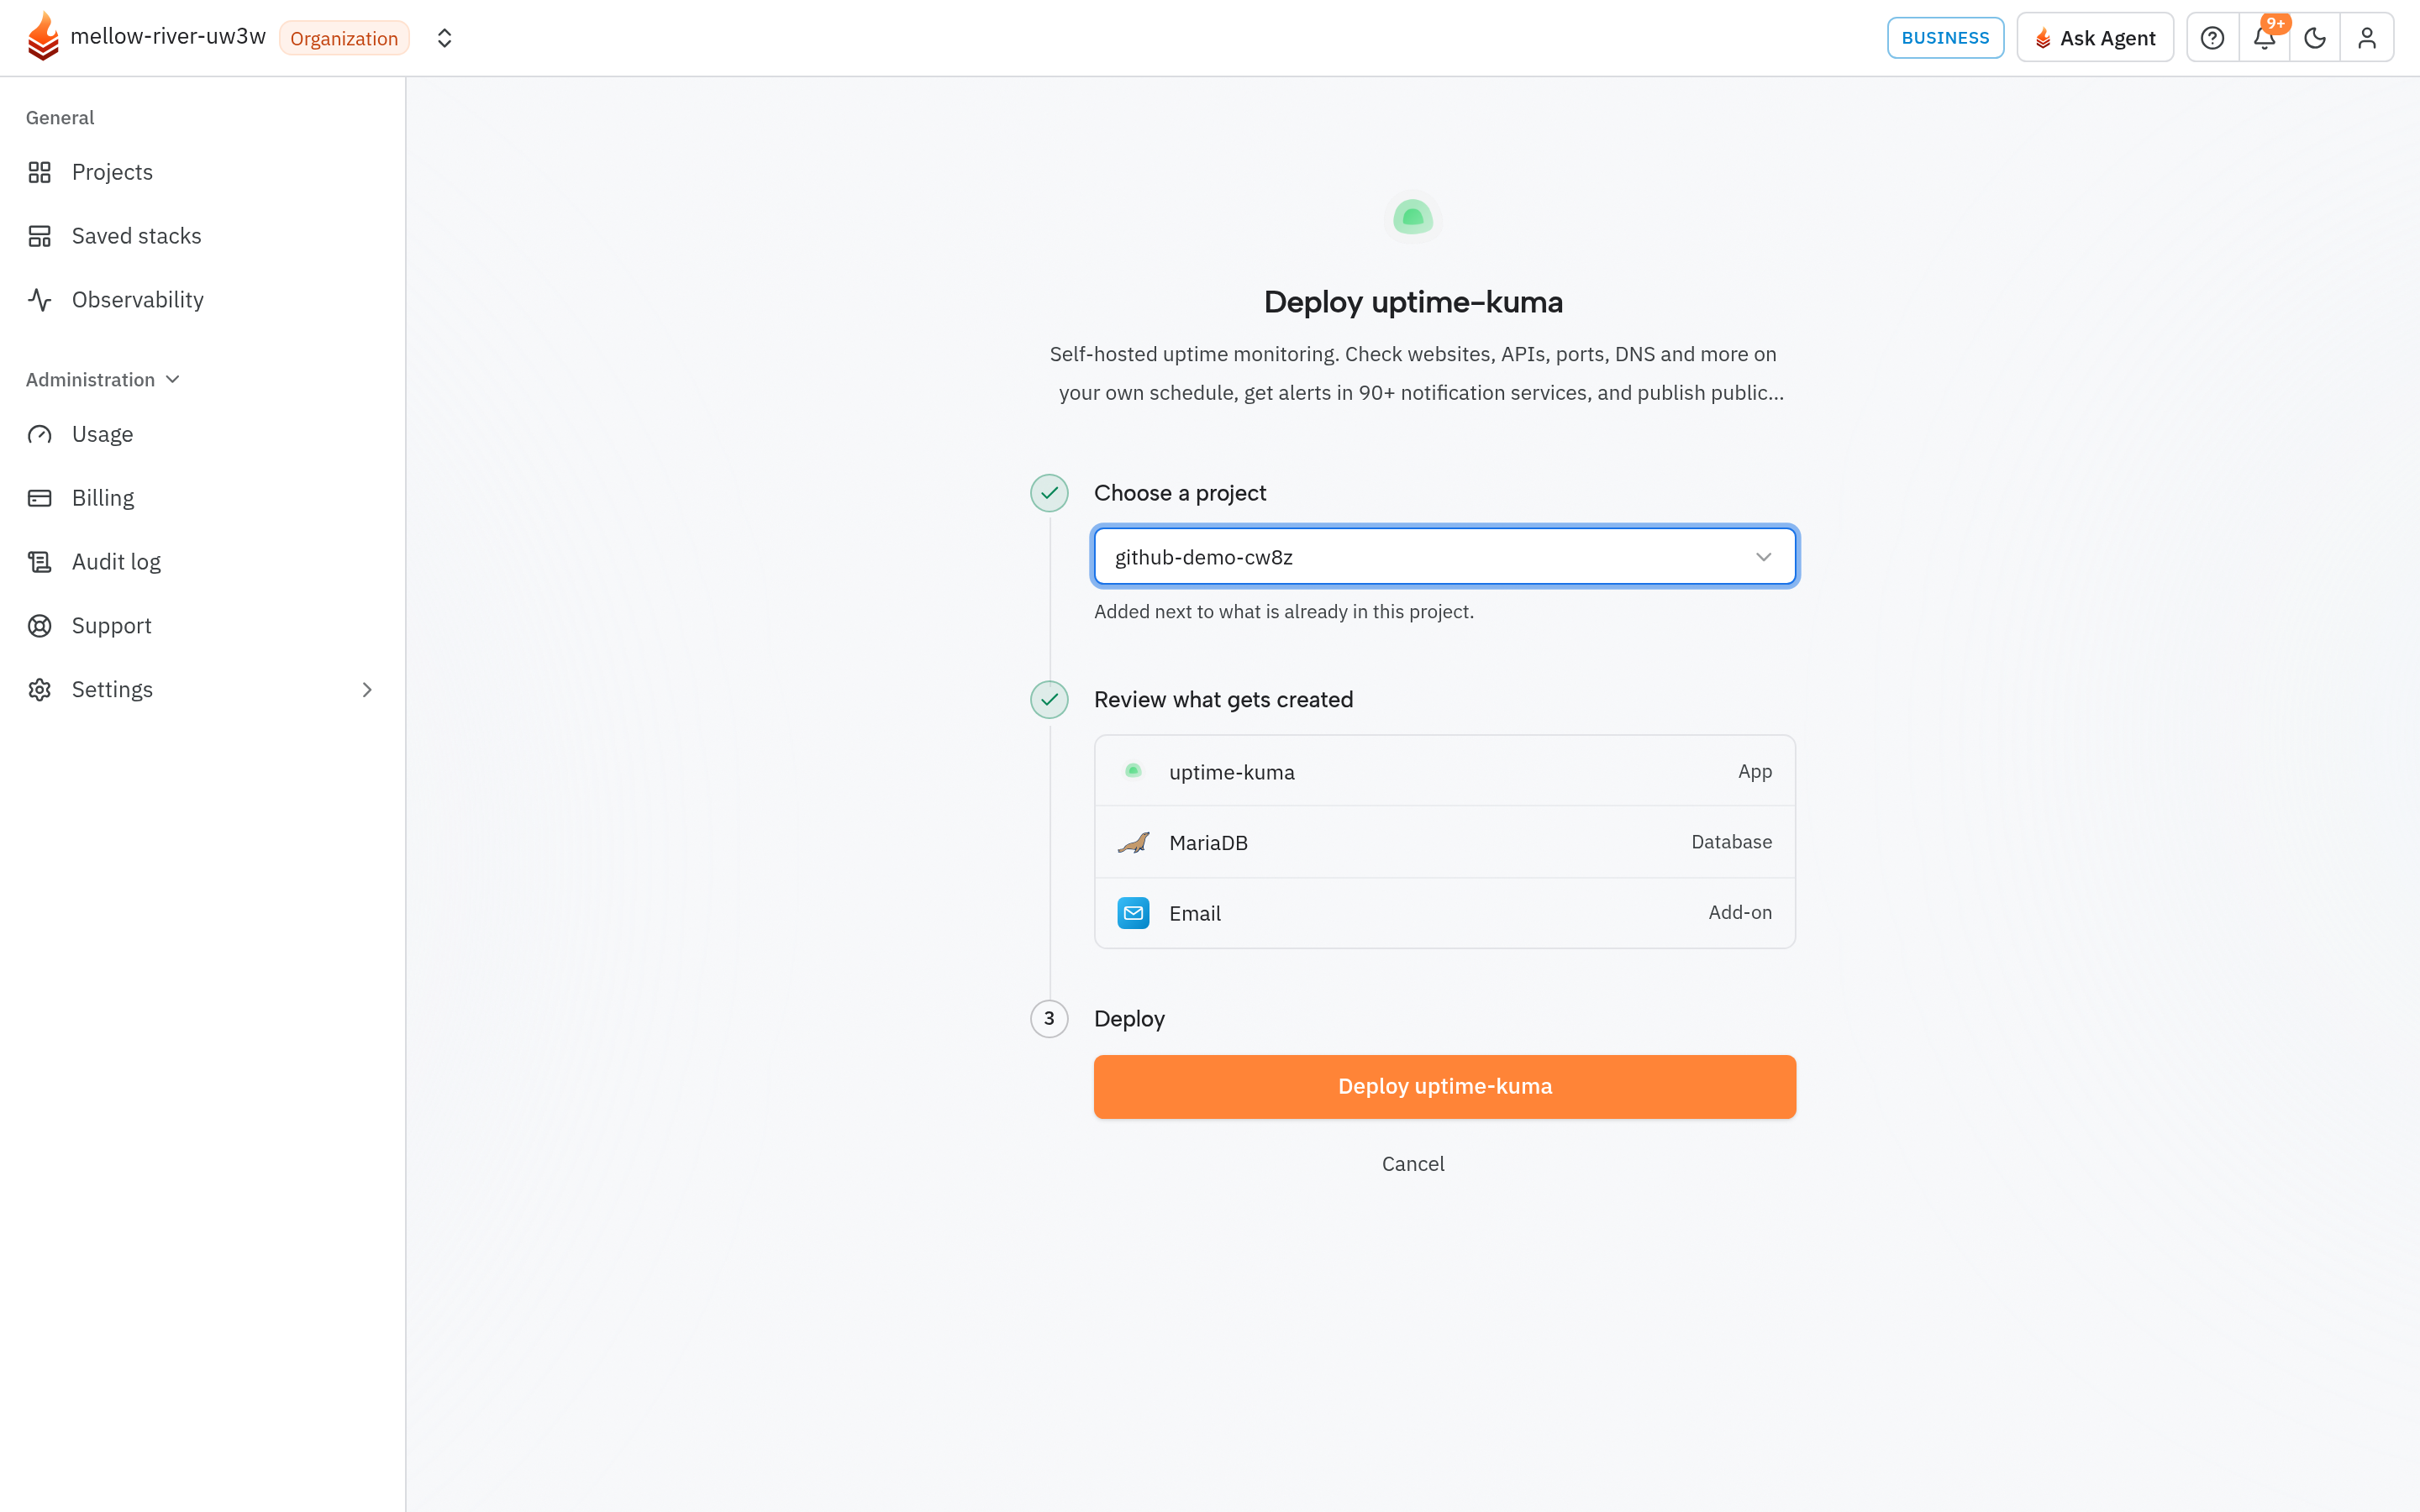 mellow-river-uw3w
Organization
BUSINESS
Ask Agent
9+
General
Projects
Saved stacks
Observability
Administration
Usage
Billing
Audit log
Support
Settings
Deploy uptime-kuma
Self-hosted uptime monitoring. Check websites, APIs, ports, DNS and more on
your own schedule, get alerts in 90+ notification services, and publish public...
Choose a project
github-demo-cw8z
Added next to what is already in this project.
Review what gets created
uptime-kuma App
MariaDB Database
Email Add-on
3 Deploy
Deploy uptime-kuma
Cancel